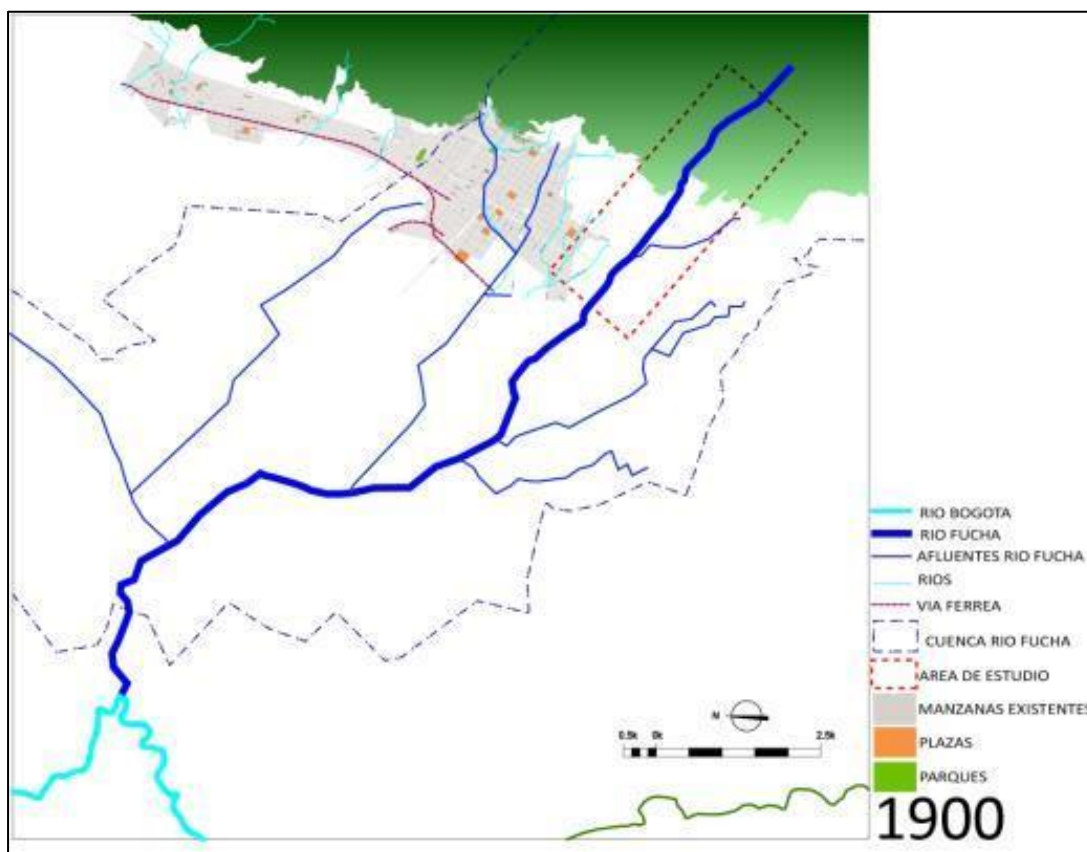 RIO BOGOTA
RIO FUCHA
AFLUENTES RIO FUCHA
RIOS
VIA FERREA
CUENCA RIO FUCHA
AREA DE ESTUDIO
MANZANAS EXISTENTES
PLAZAS
PARQUES
N
0.5k 0k 2.5k
1900